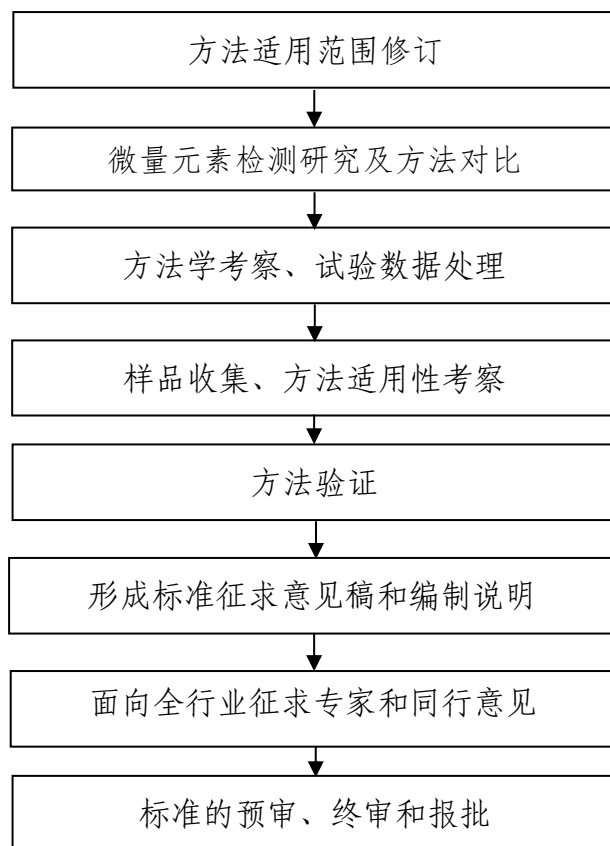 方法适用范围修订
微量元素检测研究及方法对比
方法学考察、试验数据处理
样品收集、方法适用性考察
方法验证
形成标准征求意见稿和编制说明
面向全行业征求专家和同行意见
标准的预审、终审和报批